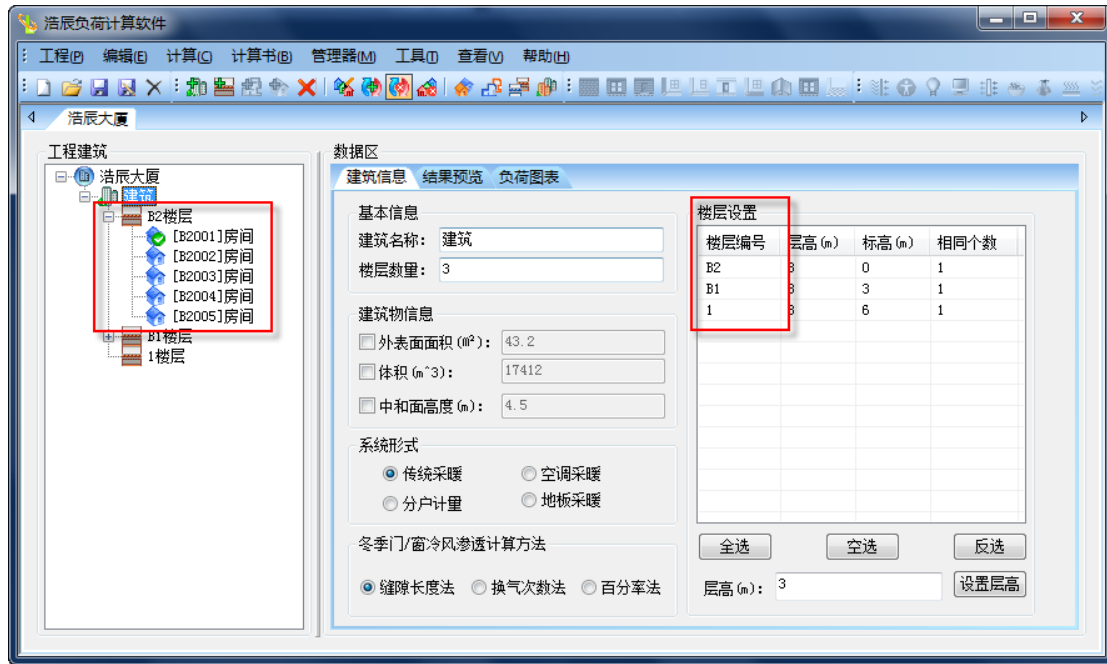 浩辰负荷计算软件
工程(P) 编辑(E) 计算(C) 计算书(B) 管理器(M) 工具(T) 查看(V) 帮助(H)
浩辰大厦
工程建筑
浩辰大厦
建筑
B2楼层
[B2001]房间
[B2002]房间
[B2003]房间
[B2004]房间
[B2005]房间
B1楼层
1楼层
数据区
建筑信息 结果预览 负荷图表
基本信息
建筑名称: 建筑
楼层数量: 3
建筑物信息
外表面面积(m²): 43.2
体积(m^3): 17412
中和面高度(m): 4.5
系统形式
传统采暖 空调采暖
分户计量 地板采暖
冬季门/窗冷风渗透计算方法
缝隙长度法 换气次数法 百分率法
楼层设置
楼层编号 层高(m) 标高(m) 相同个数
B2 3 0 1
B1 3 3 1
1 3 6 1
全选 空选 反选
层高(m): 3 设置层高